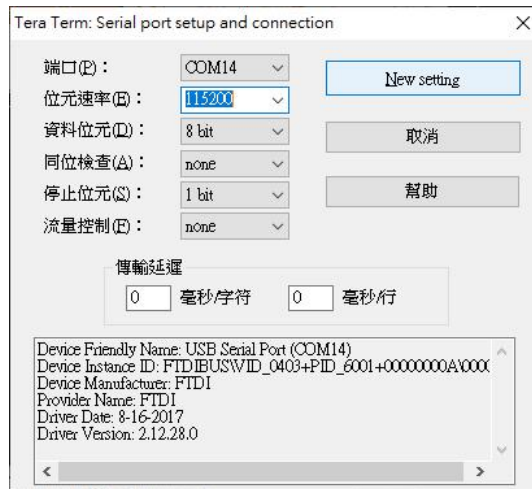 Tera Term: Serial port setup and connection
端口(P)： COM14 New setting
位元速率(E)： 115200
資料位元(D)： 8 bit 取消
同位檢查(A)： none
停止位元(S)： 1 bit 幫助
流量控制(F)： none
傳輸延遲
0 毫秒/字符 0 毫秒/行
Device Friendly Name: USB Serial Port (COM14)
Device Instance ID: FTDIBUS\VID_0403+PID_6001+00000000A\000(
Device Manufacturer: FTDI
Provider Name: FTDI
Driver Date: 8-16-2017
Driver Version: 2.12.28.0